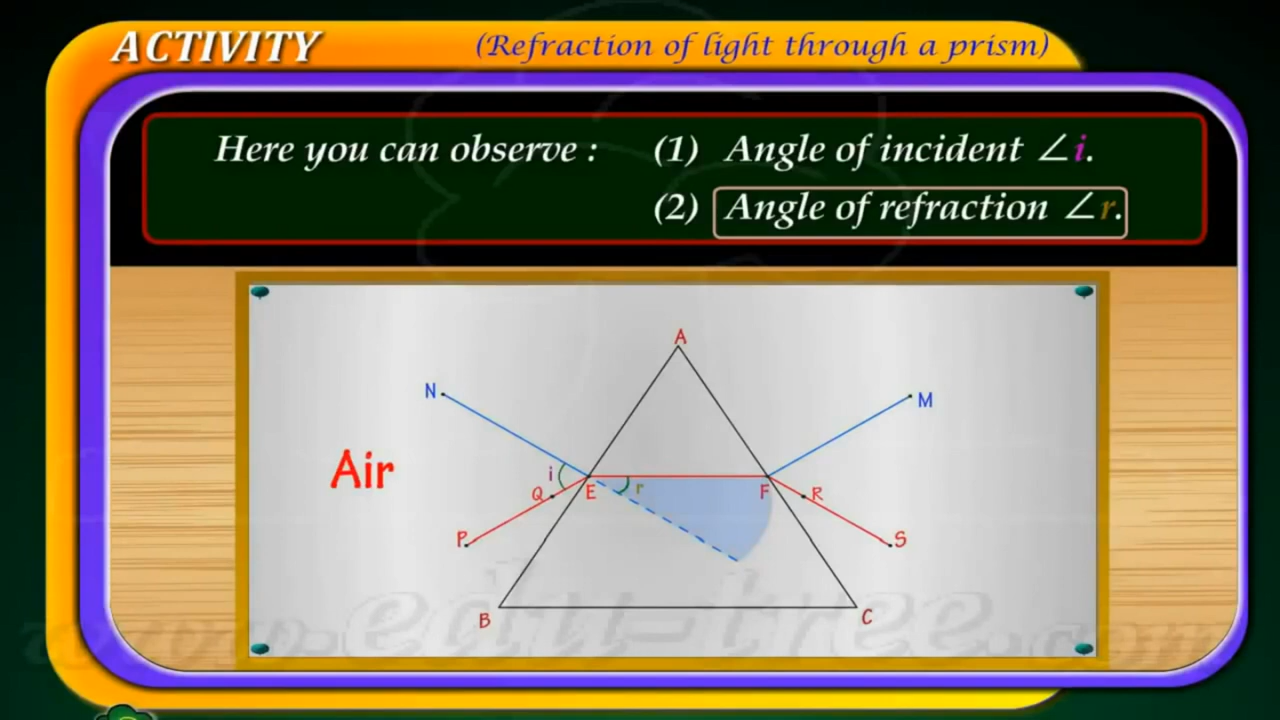 ACTIVITY
(Refraction of light through a prism)
Here you can observe : (1) Angle of incident ∠i.
(2) Angle of refraction ∠r.
A
N
M
Air
i
Q
E
r
F
R
P
S
B
C
www.edu-tree.com